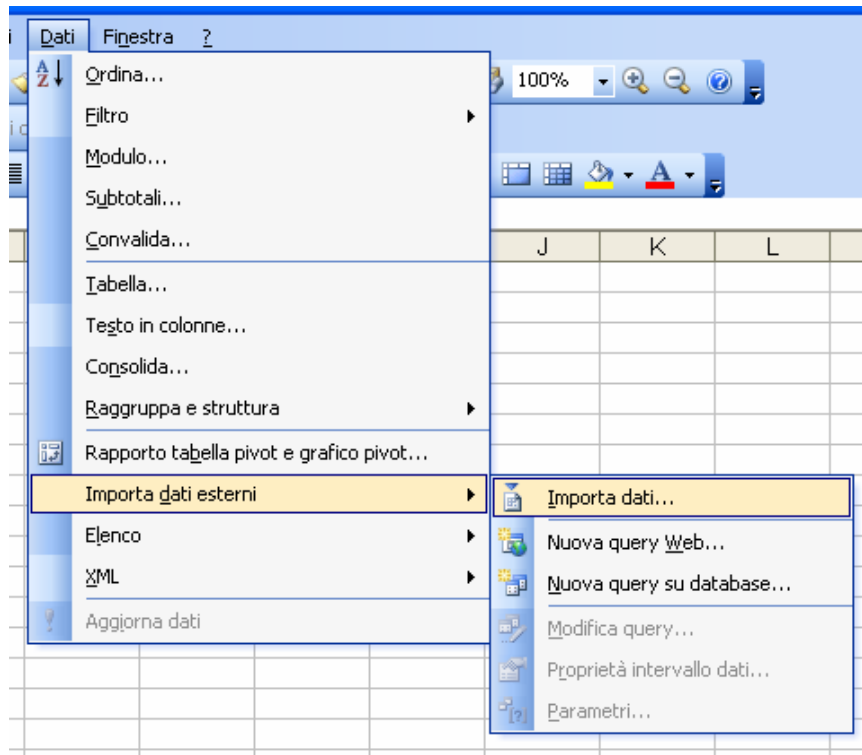 Dati Finestra ?
Ordina...
100%
Filtro
Modulo...
Subtotali...
Convalida...
J K L
Tabella...
Testo in colonne...
Consolida...
Raggruppa e struttura
Rapporto tabella pivot e grafico pivot...
Importa dati esterni
Elenco
XML
Aggiorna dati
Importa dati...
Nuova query Web...
Nuova query su database...
Modifica query...
Proprietà intervallo dati...
Parametri...